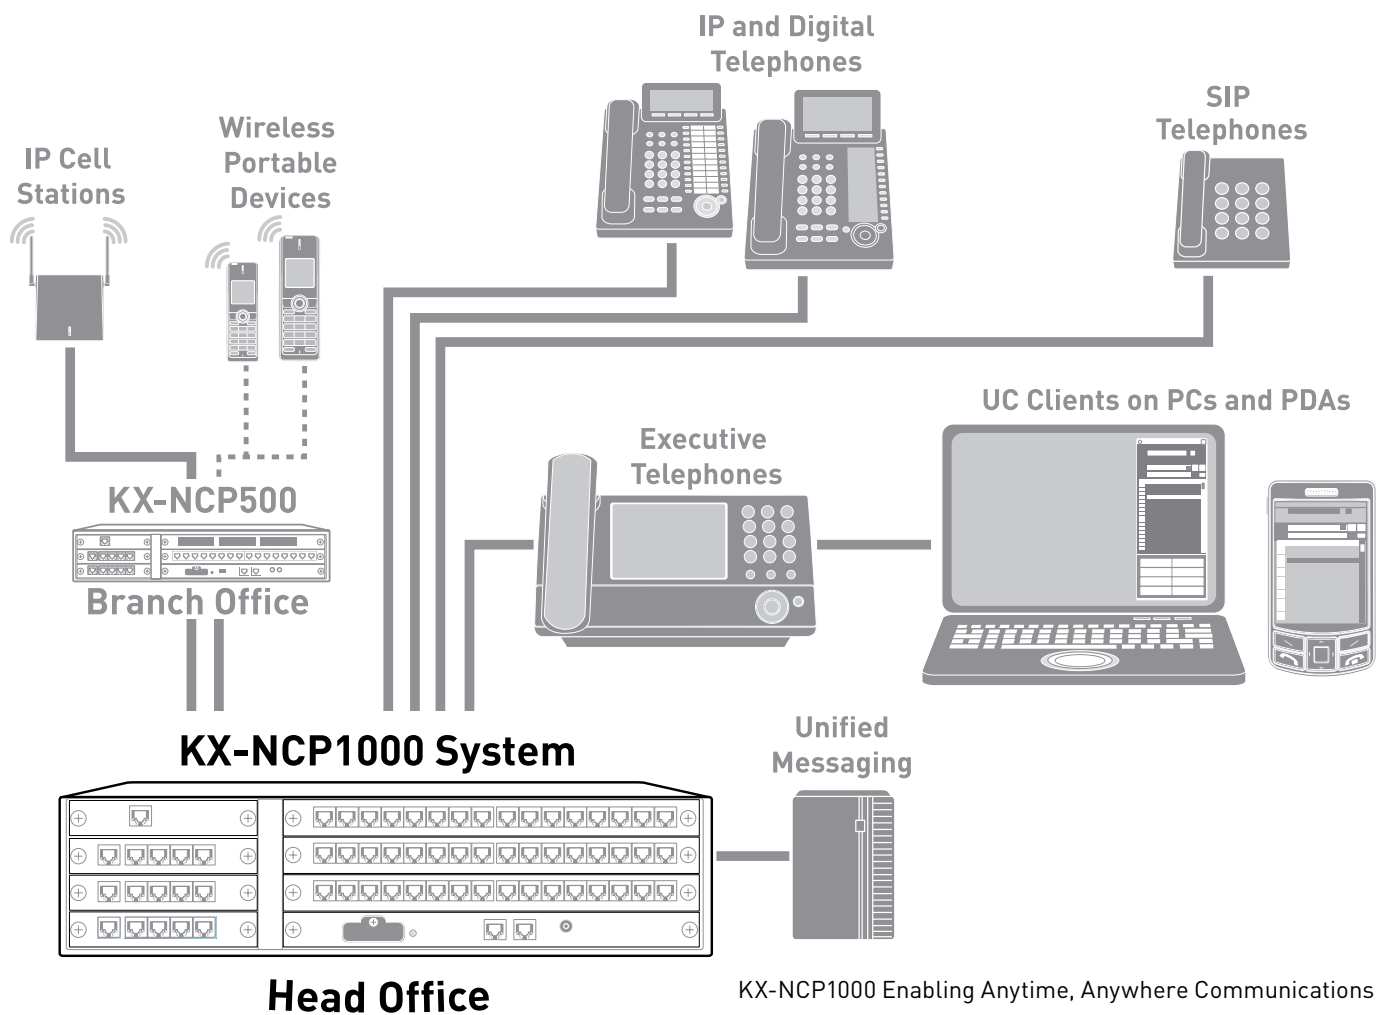 IP and Digital
Telephones
SIP
Telephones
Wireless
Portable
Devices
IP Cell
Stations
UC Clients on PCs and PDAs
Executive
Telephones
KX-NCP500
Branch Office
Unified
Messaging
KX-NCP1000 System
Head Office
KX-NCP1000 Enabling Anytime, Anywhere Communications